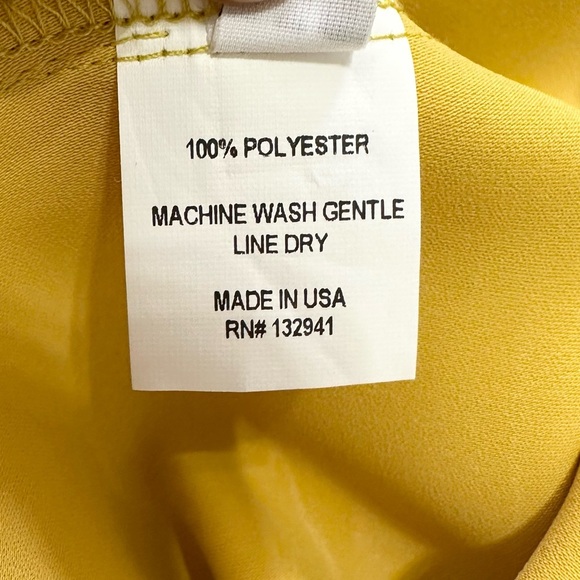 100% POLYESTER
MACHINE WASH GENTLE
LINE DRY
MADE IN USA
RN# 132941